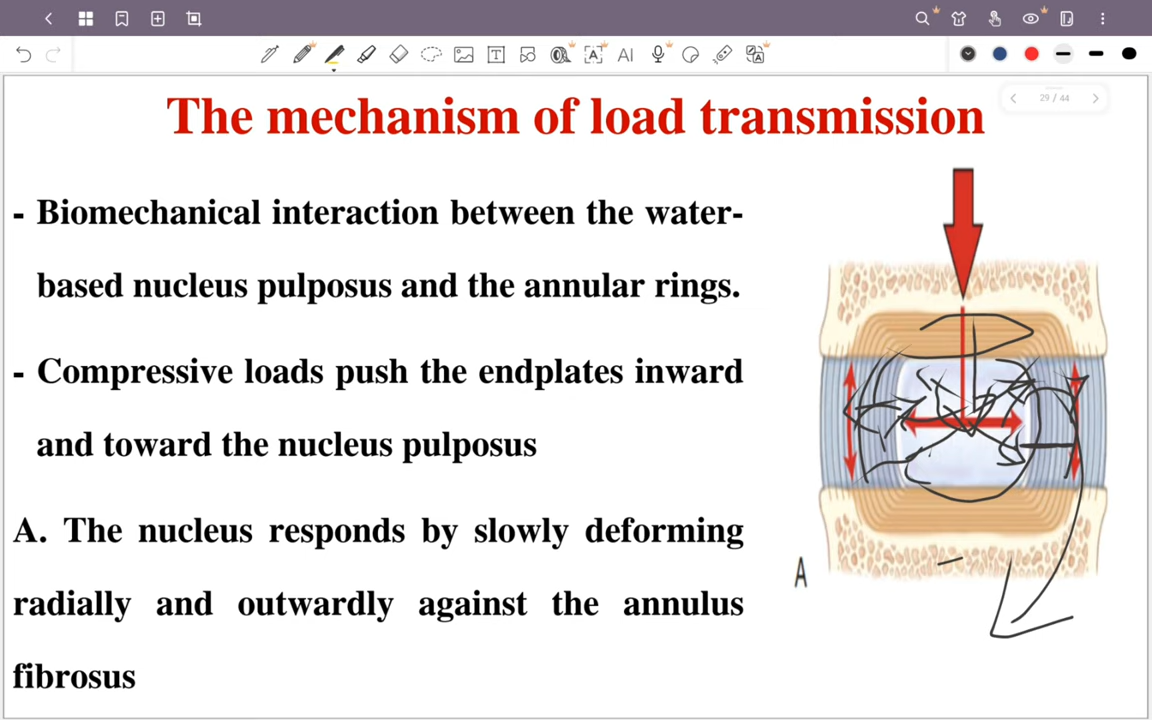 29 / 44
The mechanism of load transmission
- Biomechanical interaction between the water-
based nucleus pulposus and the annular rings.
- Compressive loads push the endplates inward
and toward the nucleus pulposus
A. The nucleus responds by slowly deforming
radially and outwardly against the annulus
fibrosus
A